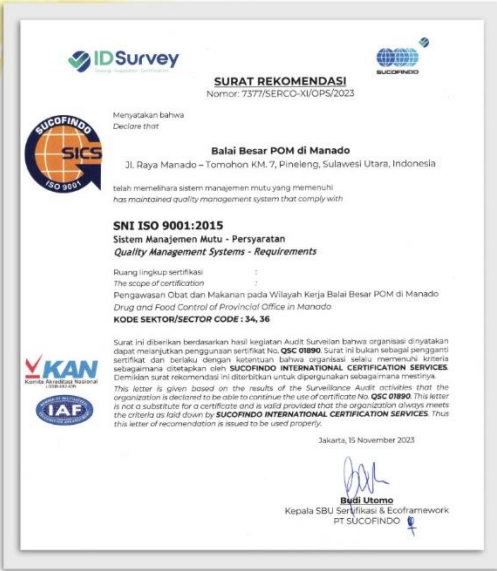 IDSurvey
Testing Inspection Certification
SUCOFINDO
SURAT REKOMENDASI
Nomor: 7377/SERCO-XI/OPS/2023
Menyatakan bahwa
Declare that
SUCOFINDO
SICS
ISO 9001
Balai Besar POM di Manado
Jl. Raya Manado – Tomohon KM. 7, Pineleng, Sulawesi Utara, Indonesia
telah memelihara sistem manajemen mutu yang memenuhi
has maintained quality management system that comply with
SNI ISO 9001:2015
Sistem Manajemen Mutu - Persyaratan
Quality Management Systems - Requirements
Ruang lingkup sertifikasi :
The scope of certification :
Pengawasan Obat dan Makanan pada Wilayah Kerja Balai Besar POM di Manado
Drug and Food Control of Provincial Office in Manado
KODE SEKTOR/SECTOR CODE : 34, 36
Surat ini diberikan berdasarkan hasil kegiatan Audit Surveilan bahwa organisasi dinyatakan
dapat melanjutkan penggunaan sertifikat No. QSC 01890. Surat ini bukan sebagai pengganti
sertifikat dan berlaku dengan ketentuan bahwa organisasi selalu memenuhi kriteria
sebagaimana ditetapkan oleh SUCOFINDO INTERNATIONAL CERTIFICATION SERVICES.
Demikian surat rekomendasi ini diterbitkan untuk dipergunakan sebagaimana mestinya.
This letter is given based on the results of the Surveillance Audit activities that the
organization is declared to be able to continue the use of certificate No. QSC 01890. This letter
is not a substitute for a certificate and is valid provided that the organization always meets
the criteria as laid down by SUCOFINDO INTERNATIONAL CERTIFICATION SERVICES. Thus
this letter of recomendation is issued to be used properly.
KAN
Komite Akreditasi Nasional
IAF
Jakarta, 15 November 2023
Budi Utomo
Kepala SBU Sertifikasi & Ecoframework
PT SUCOFINDO